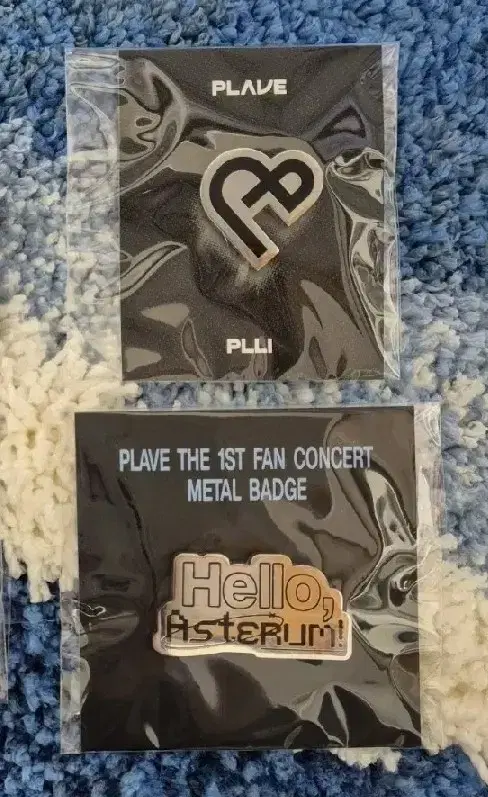 PLAVE
PLLI
PLAVE THE 1ST FAN CONCERT
METAL BADGE
Hello,
Asterum!